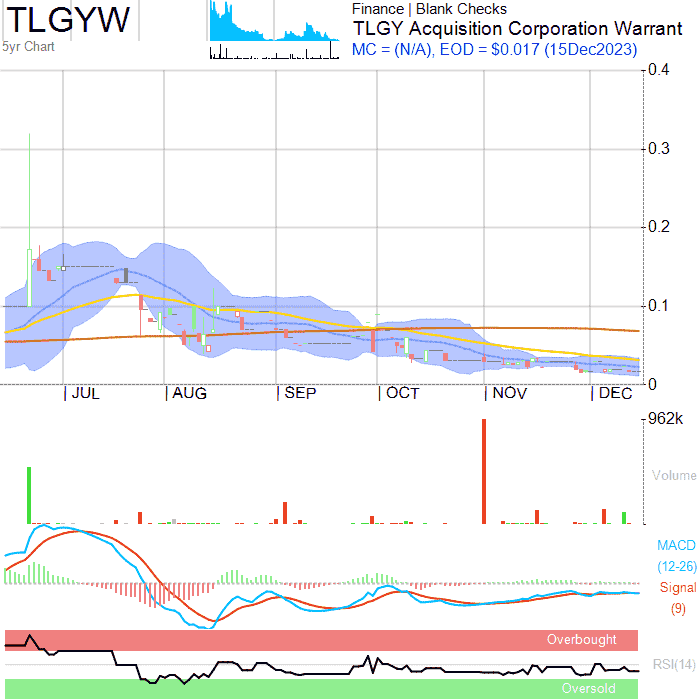 TLGYW
5yr Chart
Finance | Blank Checks
TLGY Acquisition Corporation Warrant
MC = (N/A), EOD = $0.017 (15Dec2023)
0.4
0.3
0.2
0.1
0
| JUL | AUG | SEP | OCT | NOV | DEC
962k
Volume
MACD
(12-26)
Signal
(9)
Overbought
RSI(14)
Oversold